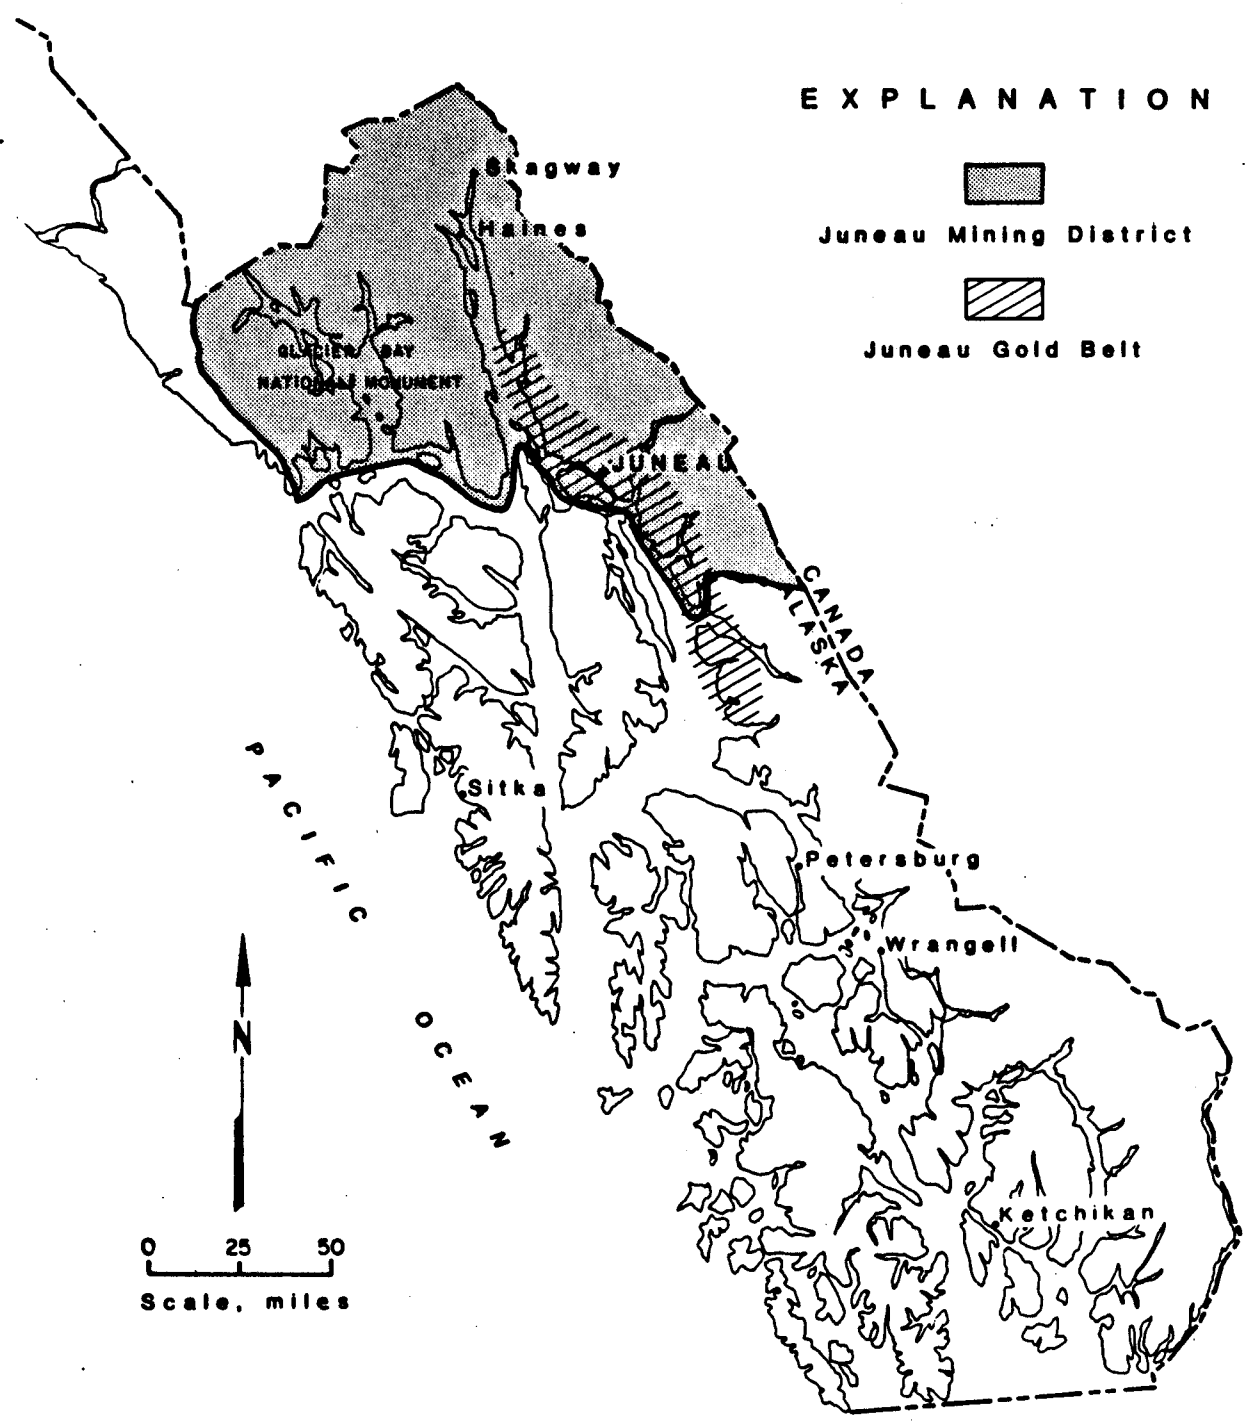 EXPLANATION
Juneau Mining District
Juneau Gold Belt
Skagway
Haines
GLACIER BAY
NATIONAL MONUMENT
JUNEAU
CANADA
ALASKA
PACIFIC
OCEAN
Sitka
Petersburg
Wrangell
Ketchikan
N
0 25 50
Scale, miles